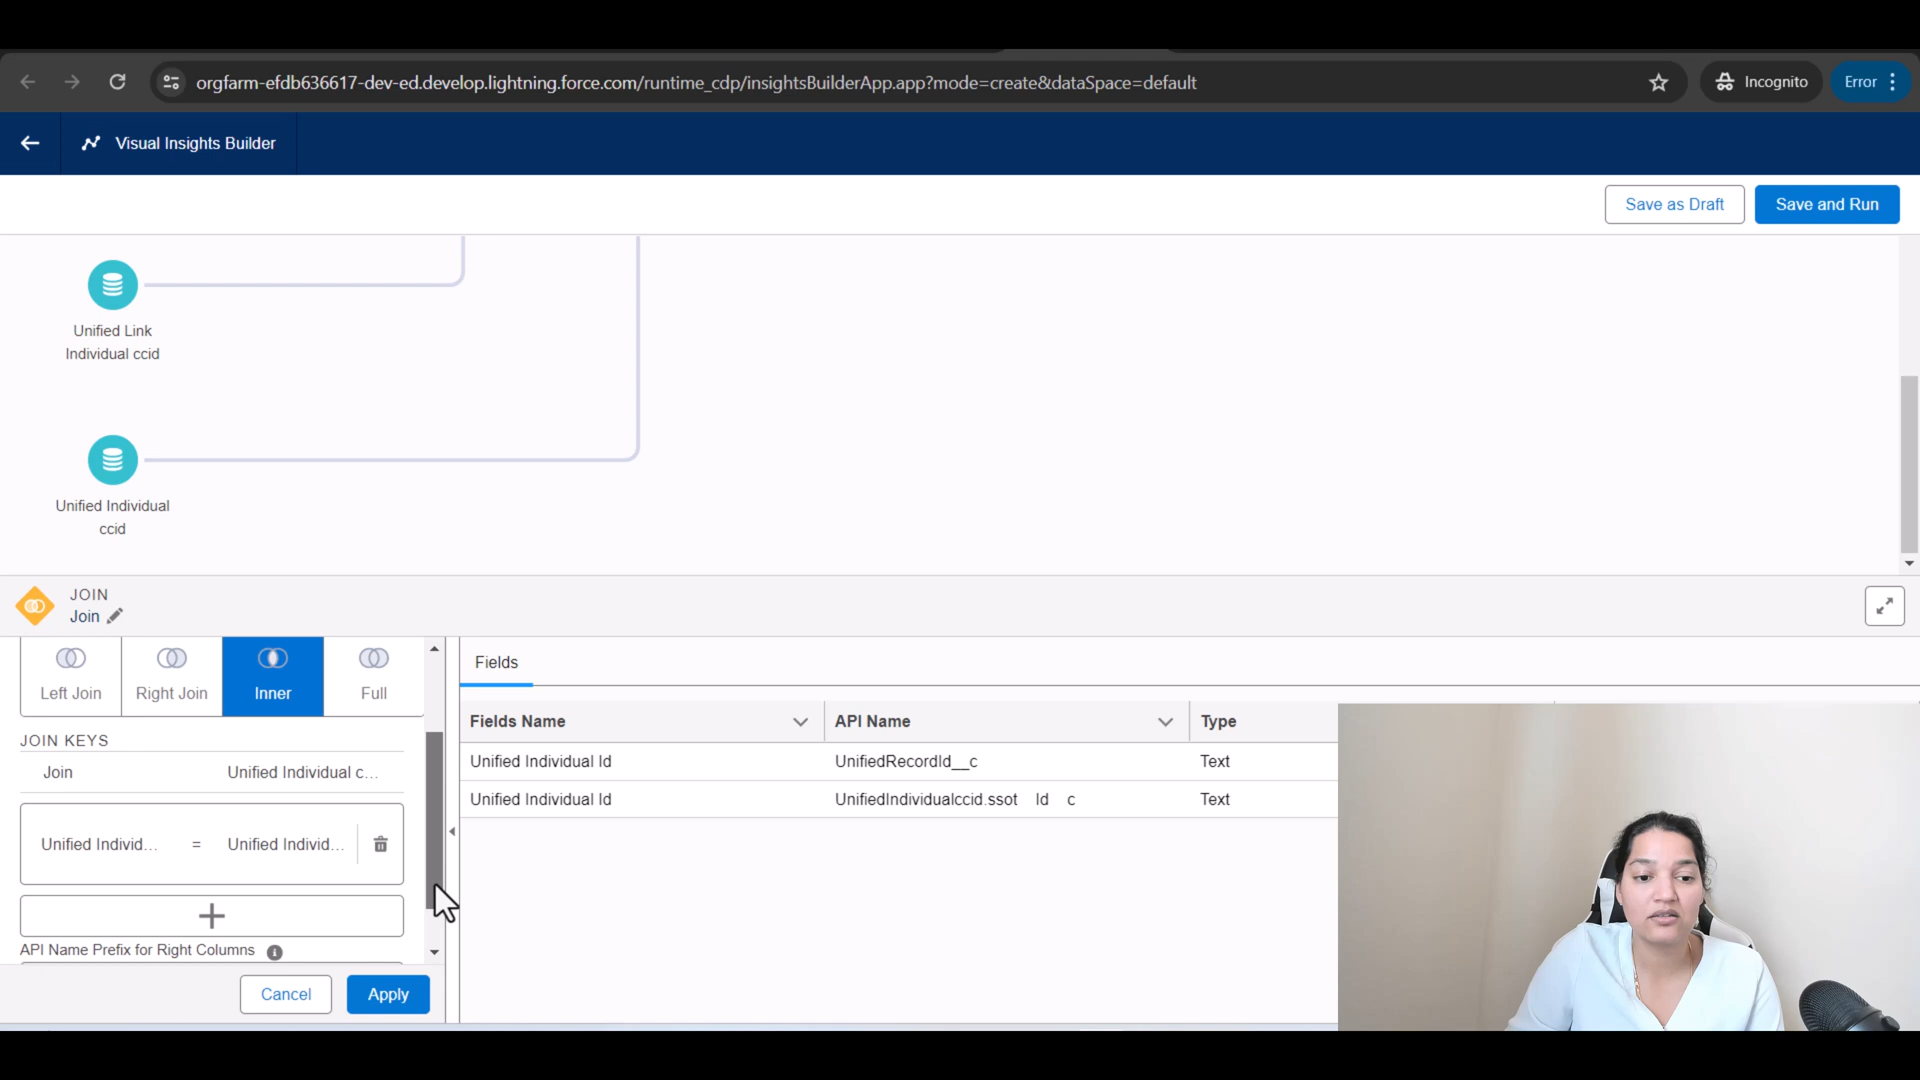 orgfarm-efdb636617-dev-ed.develop.lightning.force.com/runtime_cdp/insightsBuilderApp.app?mode=create&dataSpace=default
Incognito
Error
Visual Insights Builder
Save as Draft
Save and Run
Unified Link
Individual ccid
Unified Individual
ccid
JOIN
Join
Left Join
Right Join
Inner
Full
JOIN KEYS
Join
Unified Individual c...
Unified Individ... = Unified Individ...
API Name Prefix for Right Columns
Cancel
Apply
Fields
Fields Name
API Name
Type
Unified Individual Id
UnifiedRecordId__c
Text
Unified Individual Id
UnifiedIndividualccid.ssot__Id__c
Text